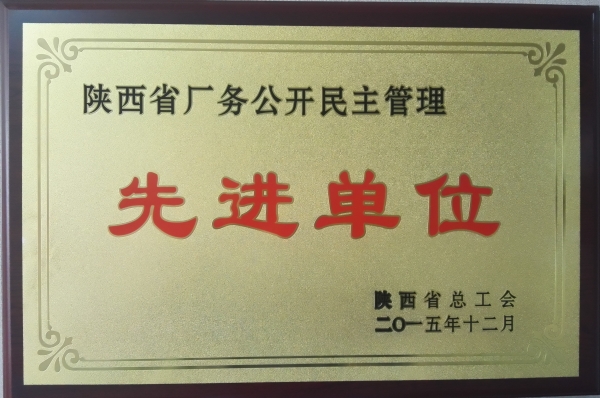 陕西省厂务公开民主管理
先进单位
陕西省总工会
二〇一五年十二月